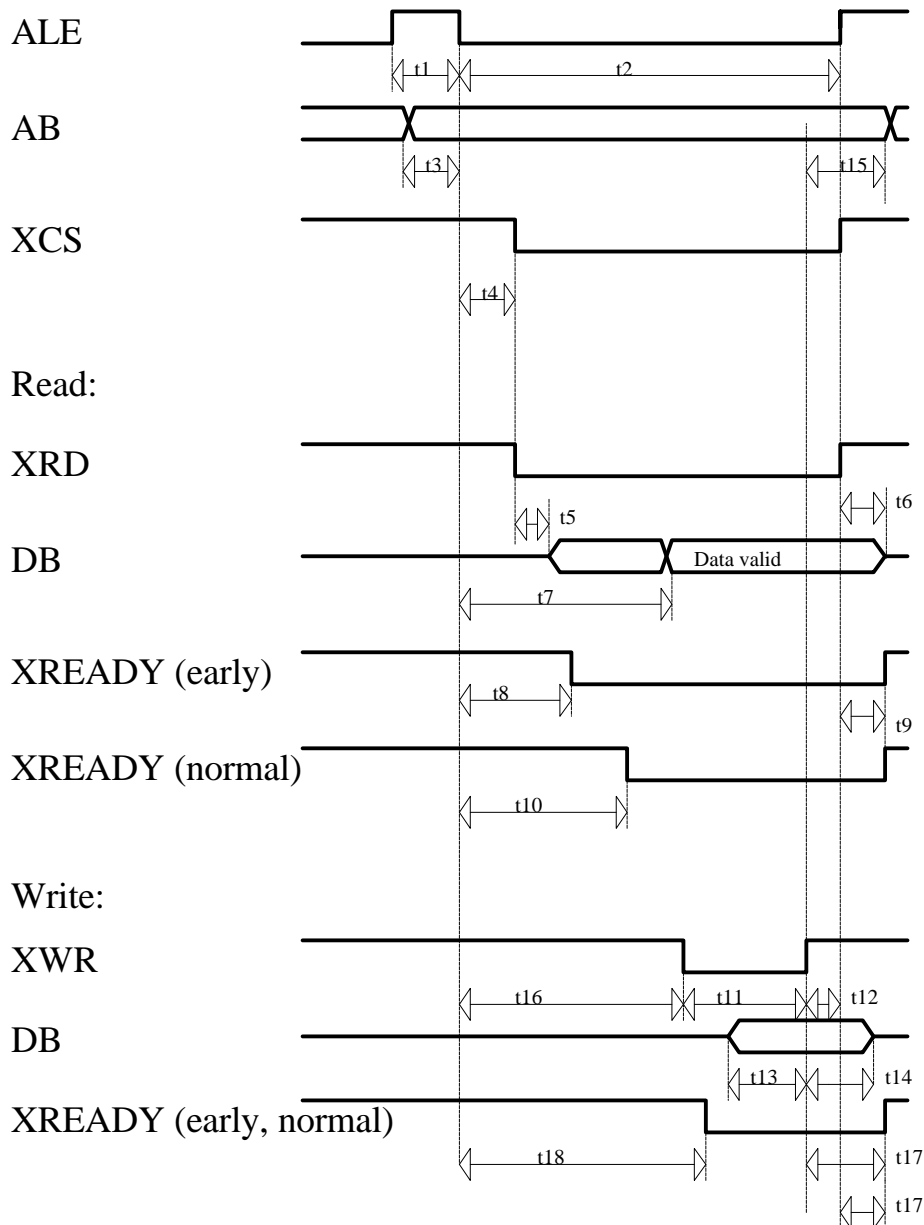 ALE
t1
t2
AB
t3
t15
XCS
t4
Read:
XRD
t6
t5
DB
Data valid
t7
XREADY (early)
t8
t9
XREADY (normal)
t10
Write:
XWR
t16
t11
t12
DB
t13
t14
XREADY (early, normal)
t18
t17
t17